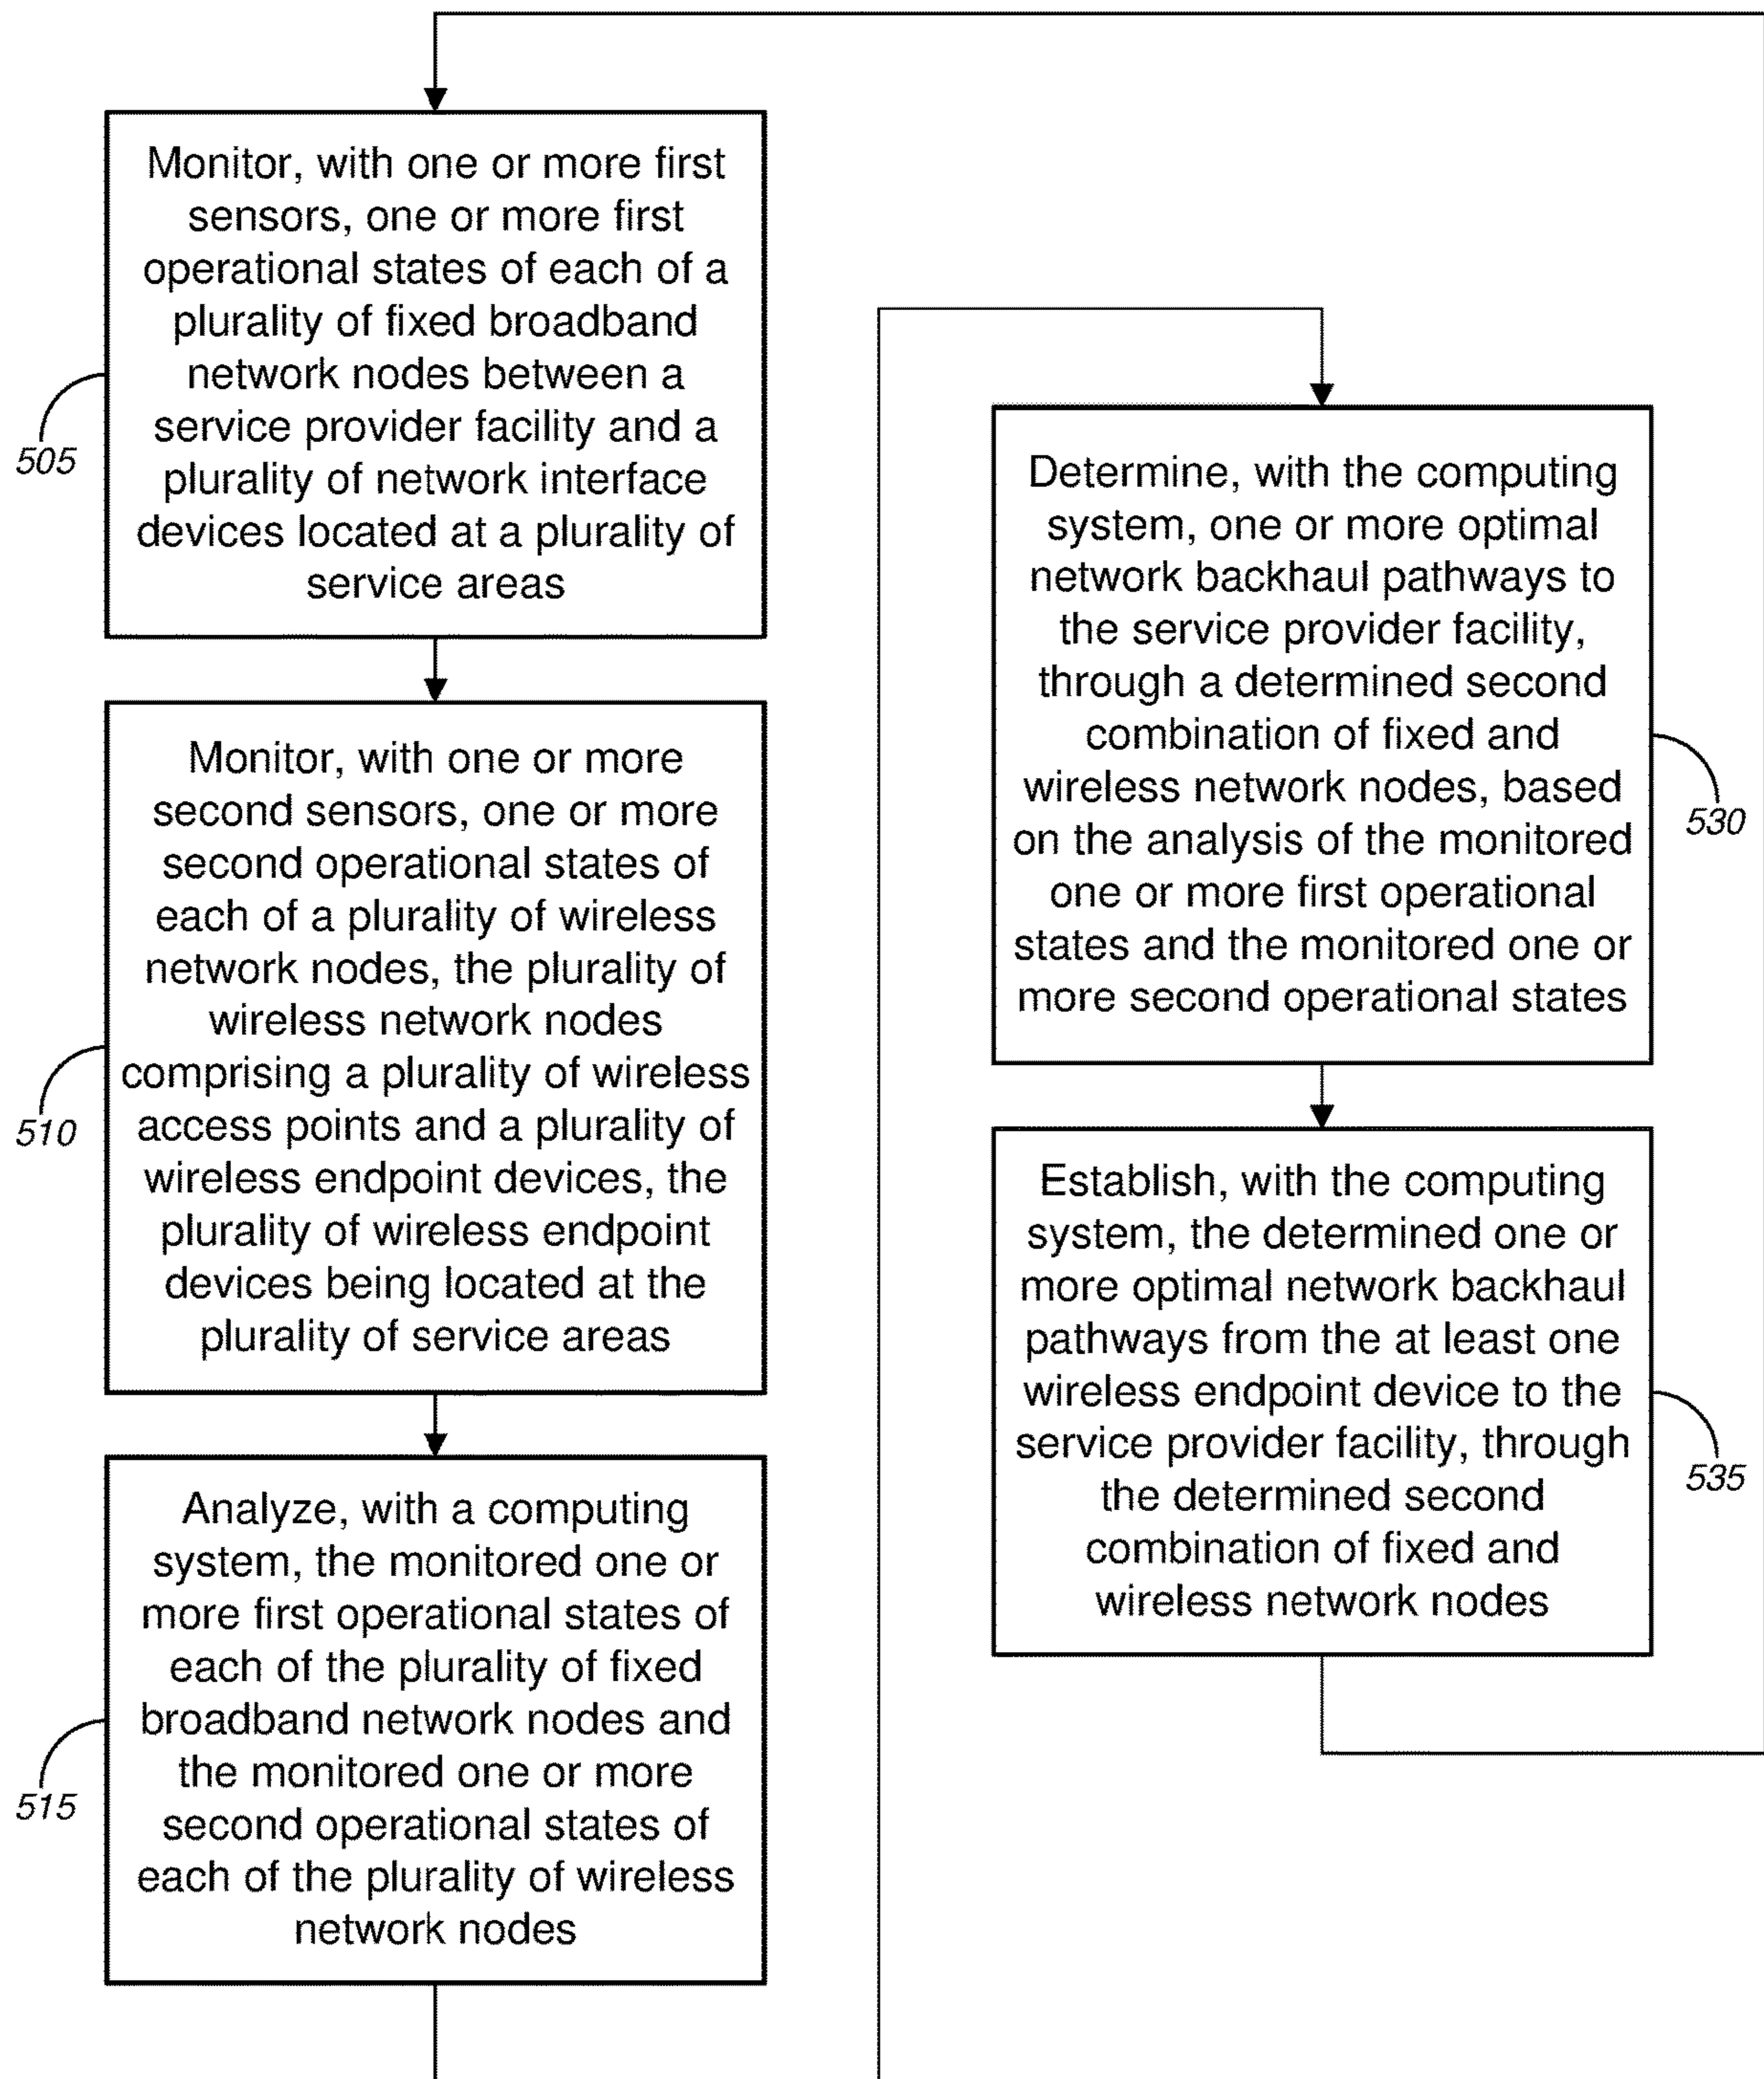 Monitor, with one or more first
sensors, one or more first
operational states of each of a
plurality of fixed broadband
network nodes between a
service provider facility and a
plurality of network interface
devices located at a plurality of
service areas
505
Monitor, with one or more
second sensors, one or more
second operational states of
each of a plurality of wireless
network nodes, the plurality of
wireless network nodes
comprising a plurality of wireless
access points and a plurality of
wireless endpoint devices, the
plurality of wireless endpoint
devices being located at the
plurality of service areas
510
Analyze, with a computing
system, the monitored one or
more first operational states of
each of the plurality of fixed
broadband network nodes and
the monitored one or more
second operational states of
each of the plurality of wireless
network nodes
515
Determine, with the computing
system, one or more optimal
network backhaul pathways to
the service provider facility,
through a determined second
combination of fixed and
wireless network nodes, based
on the analysis of the monitored
one or more first operational
states and the monitored one or
more second operational states
530
Establish, with the computing
system, the determined one or
more optimal network backhaul
pathways from the at least one
wireless endpoint device to the
service provider facility, through
the determined second
combination of fixed and
wireless network nodes
535